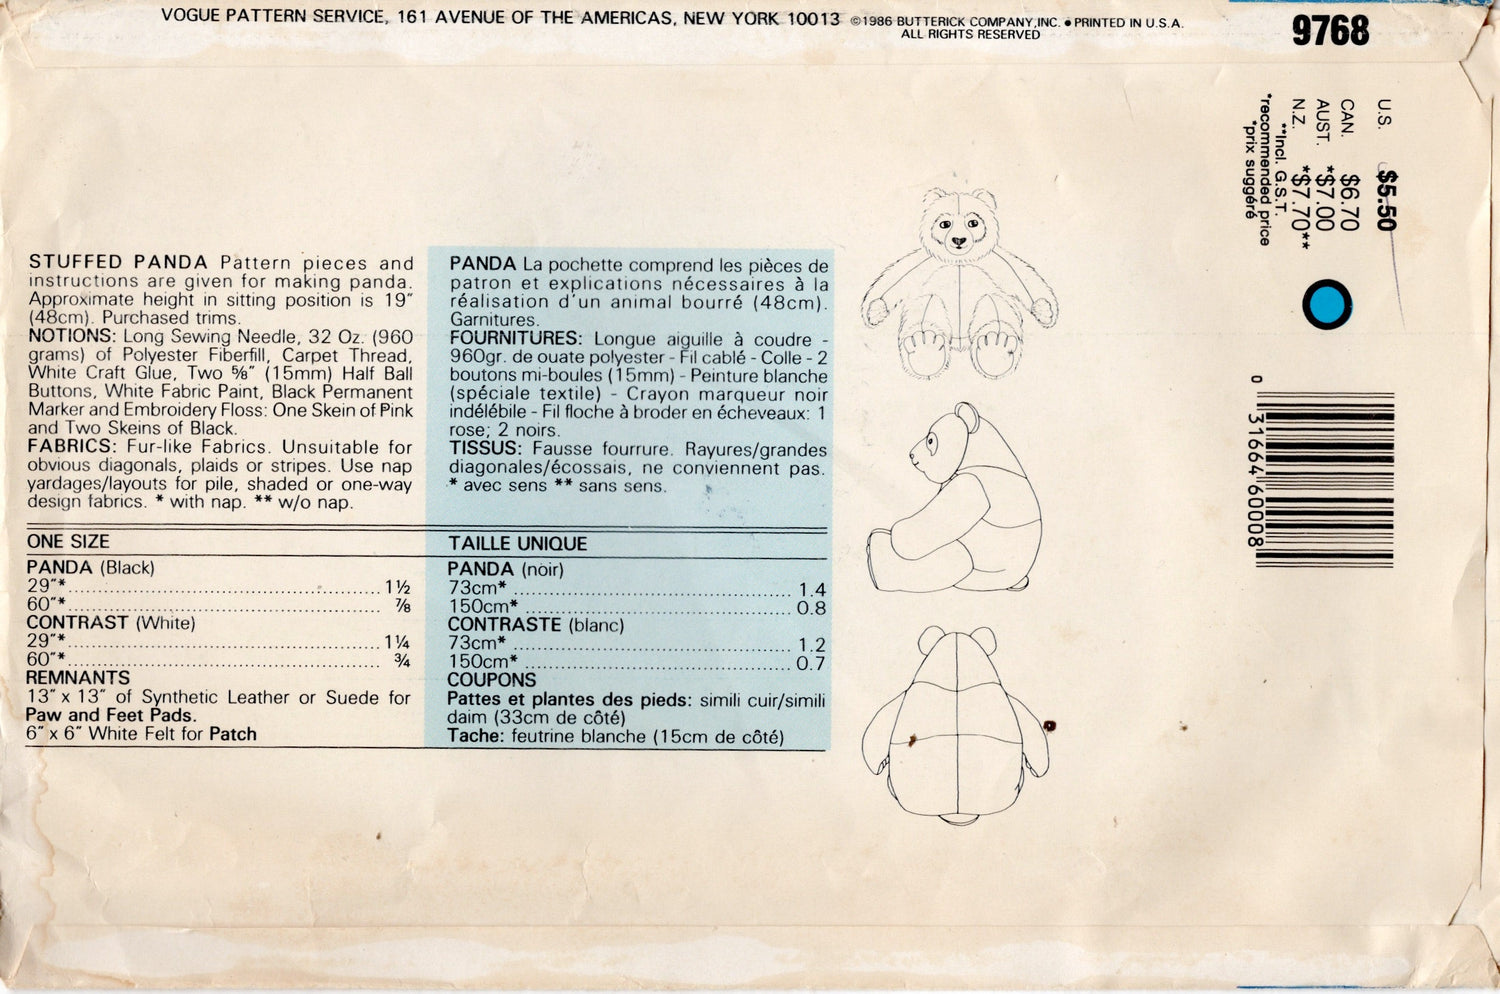 VOGUE PATTERN SERVICE, 161 AVENUE OF THE AMERICAS, NEW YORK 10013 ©1986 BUTTERICK COMPANY,INC. ● PRINTED IN U.S.A.
ALL RIGHTS RESERVED
9768
U.S. $5.50
CAN. $6.70
AUST. *$7.00
N.Z. *$7.70**
**Incl. G.S.T.
*recommended price
*prix suggéré
STUFFED PANDA Pattern pieces and
instructions are given for making panda.
Approximate height in sitting position is 19"
(48cm). Purchased trims.
NOTIONS: Long Sewing Needle, 32 Oz. (960
grams) of Polyester Fiberfill, Carpet Thread,
White Craft Glue, Two ⅝" (15mm) Half Ball
Buttons, White Fabric Paint, Black Permanent
Marker and Embroidery Floss: One Skein of Pink
and Two Skeins of Black.
FABRICS: Fur-like Fabrics. Unsuitable for
obvious diagonals, plaids or stripes. Use nap
yardages/layouts for pile, shaded or one-way
design fabrics. * with nap. ** w/o nap.
ONE SIZE
PANDA (Black)
29"*.....1½
60"*.....⅞
CONTRAST (White)
29"*.....1¼
60"*.....¾
REMNANTS
13" x 13" of Synthetic Leather or Suede for
Paw and Feet Pads.
6" x 6" White Felt for Patch
PANDA La pochette comprend les pièces de
patron et explications nécessaires à la
réalisation d'un animal bourré (48cm).
Garnitures.
FOURNITURES: Longue aiguille à coudre -
960gr. de ouate polyester - Fil cablé - Colle - 2
boutons mi-boules (15mm) - Peinture blanche
(spéciale textile) - Crayon marqueur noir
indélébile - Fil floche à broder en écheveaux: 1
rose; 2 noirs.
TISSUS: Fausse fourrure. Rayures/grandes
diagonales/écossais, ne conviennent pas.
* avec sens ** sans sens.
TAILLE UNIQUE
PANDA (noir)
73cm*.....1.4
150cm*.....0.8
CONTRASTE (blanc)
73cm*.....1.2
150cm*.....0.7
COUPONS
Pattes et plantes des pieds: simili cuir/simili
daim (33cm de côté)
Tache: feutrine blanche (15cm de côté)
0 31664 60008